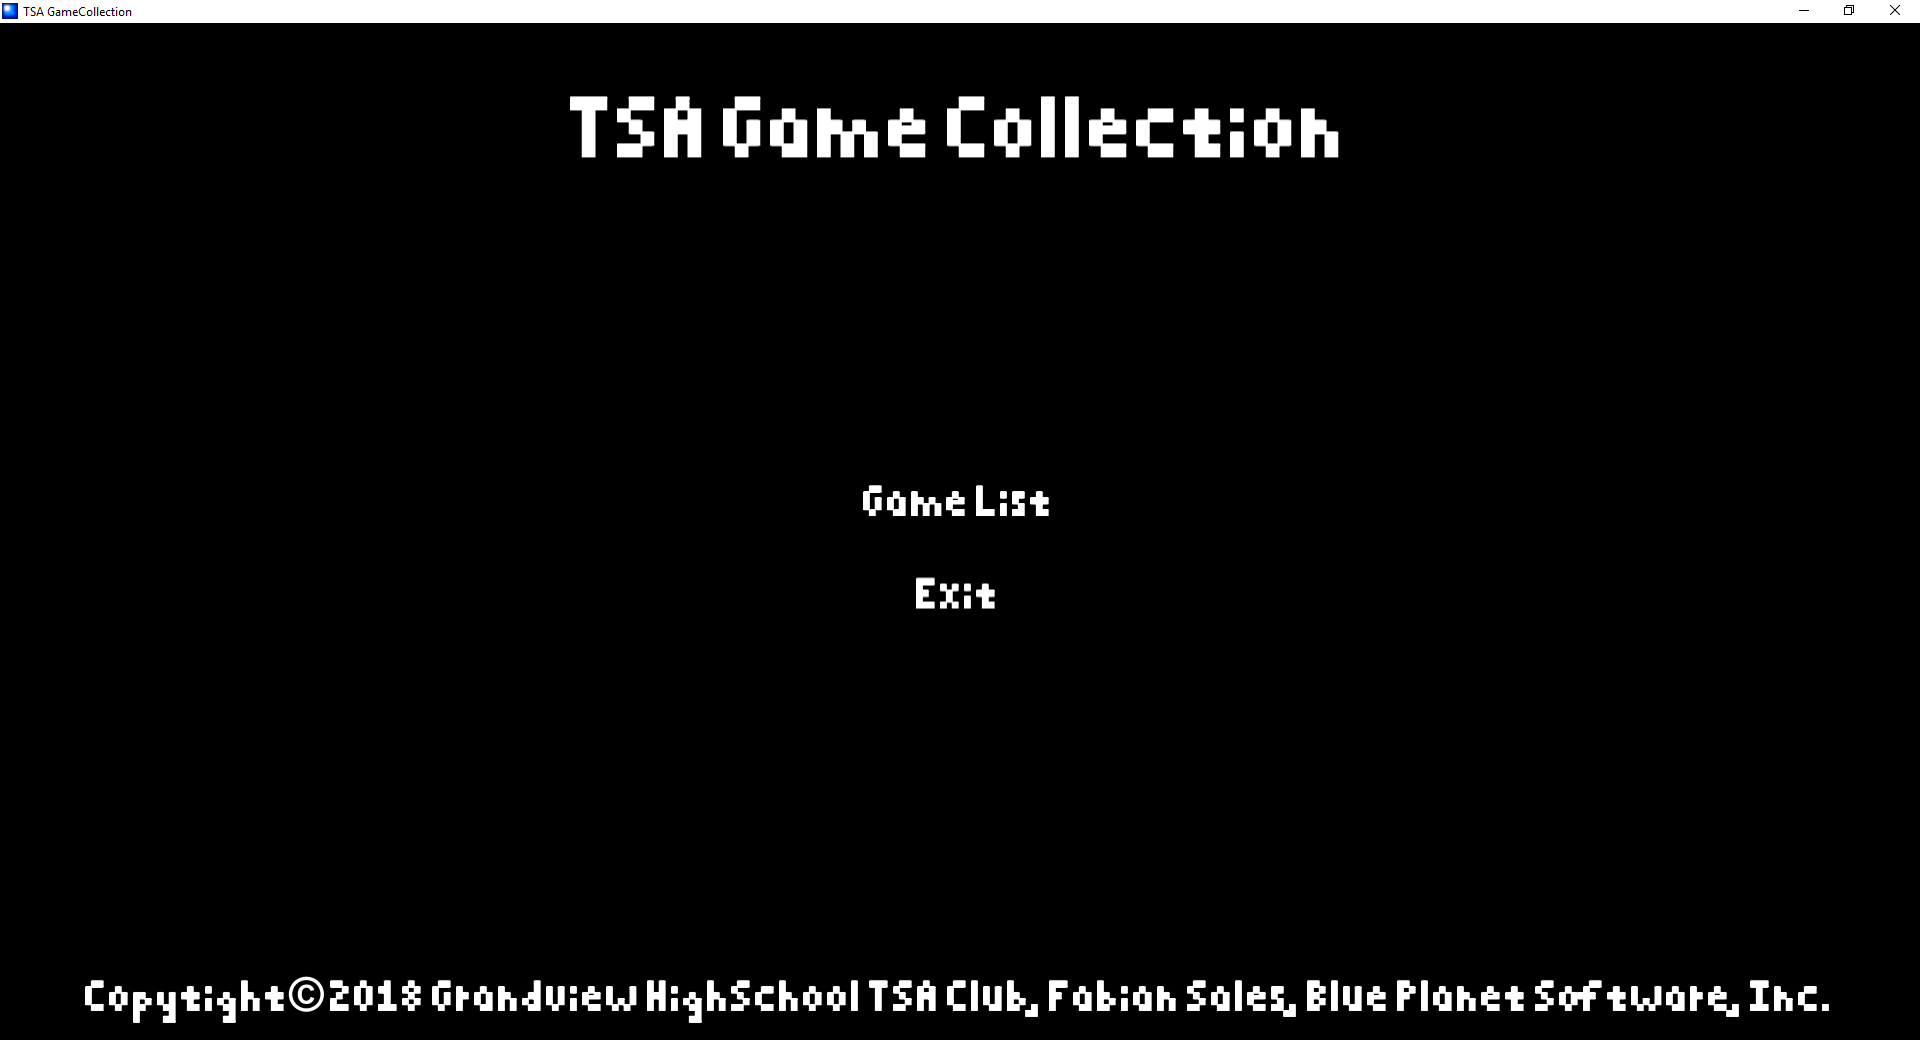 TSA GameCollection
TSA Game Collection
Game List
Exit
Copytight©2018 Grandview HighSchool TSA Club, Fabian Sales, Blue Planet Software, Inc.